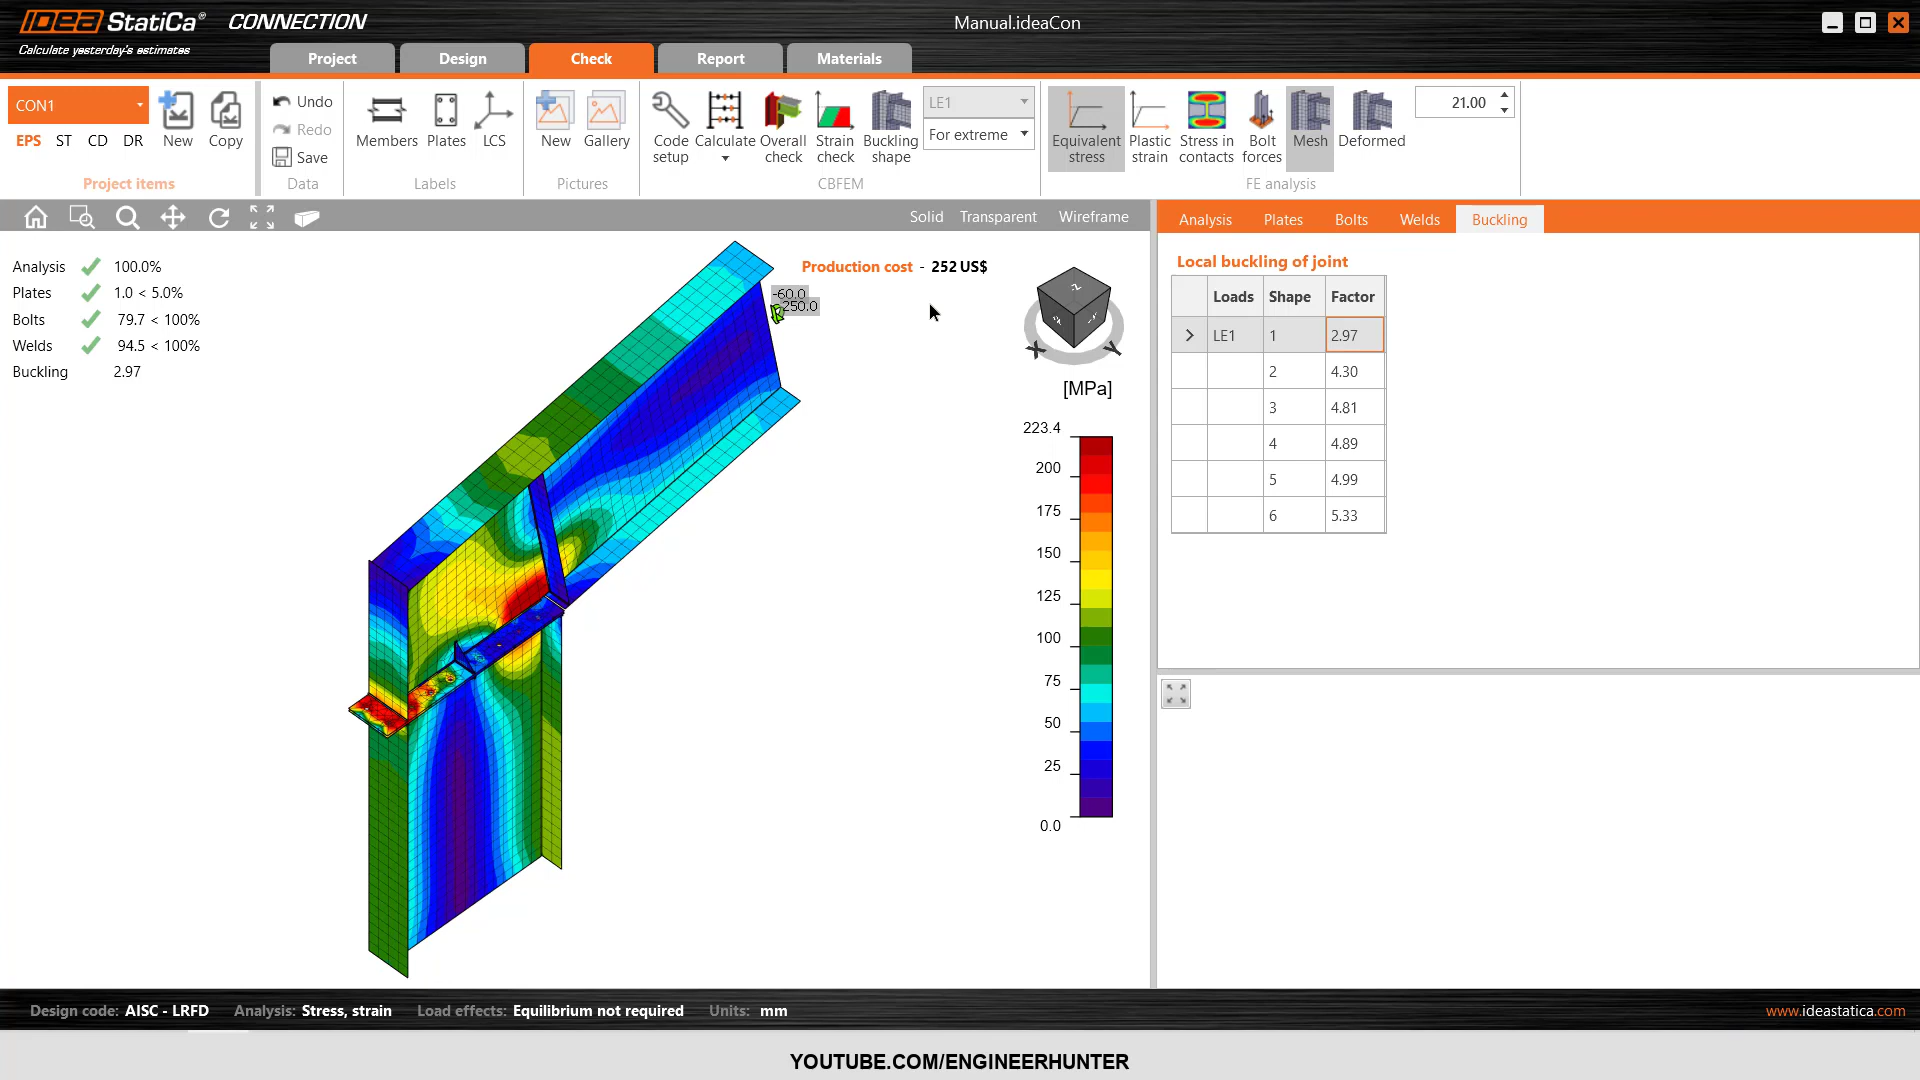 IDEA StatiCa® CONNECTION
Calculate yesterday's estimates
Manual.ideaCon
Project Design Check Report Materials
CON1
EPS ST CD DR
New Copy
Project items
Undo
Redo
Save
Data
Members Plates LCS
Labels
New Gallery
Pictures
Code setup
Calculate
Overall check
Strain check
Buckling shape
LE1
For extreme
CBFEM
Equivalent stress
Plastic strain
Stress in contacts
Bolt forces
Mesh
Deformed
21.00
FE analysis
Solid Transparent Wireframe
Analysis 100.0%
Plates 1.0 < 5.0%
Bolts 79.7 < 100%
Welds 94.5 < 100%
Buckling 2.97
Production cost - 252 US$
-60.0
-250.0
[MPa]
223.4
200
175
150
125
100
75
50
25
0.0
Analysis Plates Bolts Welds Buckling
Local buckling of joint
Loads Shape Factor
> LE1 1 2.97
2 4.30
3 4.81
4 4.89
5 4.99
6 5.33
Design code: AISC - LRFD Analysis: Stress, strain Load effects: Equilibrium not required Units: mm
www.ideastatica.com
YOUTUBE.COM/ENGINEERHUNTER